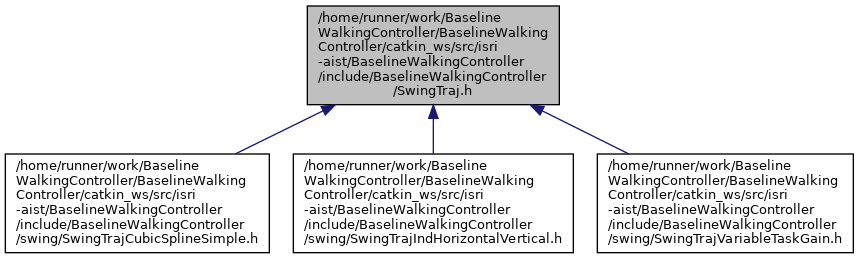 /home/runner/work/Baseline
WalkingController/BaselineWalking
Controller/catkin_ws/src/isri
-aist/BaselineWalkingController
/include/BaselineWalkingController
/SwingTraj.h
/home/runner/work/Baseline
WalkingController/BaselineWalking
Controller/catkin_ws/src/isri
-aist/BaselineWalkingController
/include/BaselineWalkingController
/swing/SwingTrajCubicSplineSimple.h
/home/runner/work/Baseline
WalkingController/BaselineWalking
Controller/catkin_ws/src/isri
-aist/BaselineWalkingController
/include/BaselineWalkingController
/swing/SwingTrajIndHorizontalVertical.h
/home/runner/work/Baseline
WalkingController/BaselineWalking
Controller/catkin_ws/src/isri
-aist/BaselineWalkingController
/include/BaselineWalkingController
/swing/SwingTrajVariableTaskGain.h